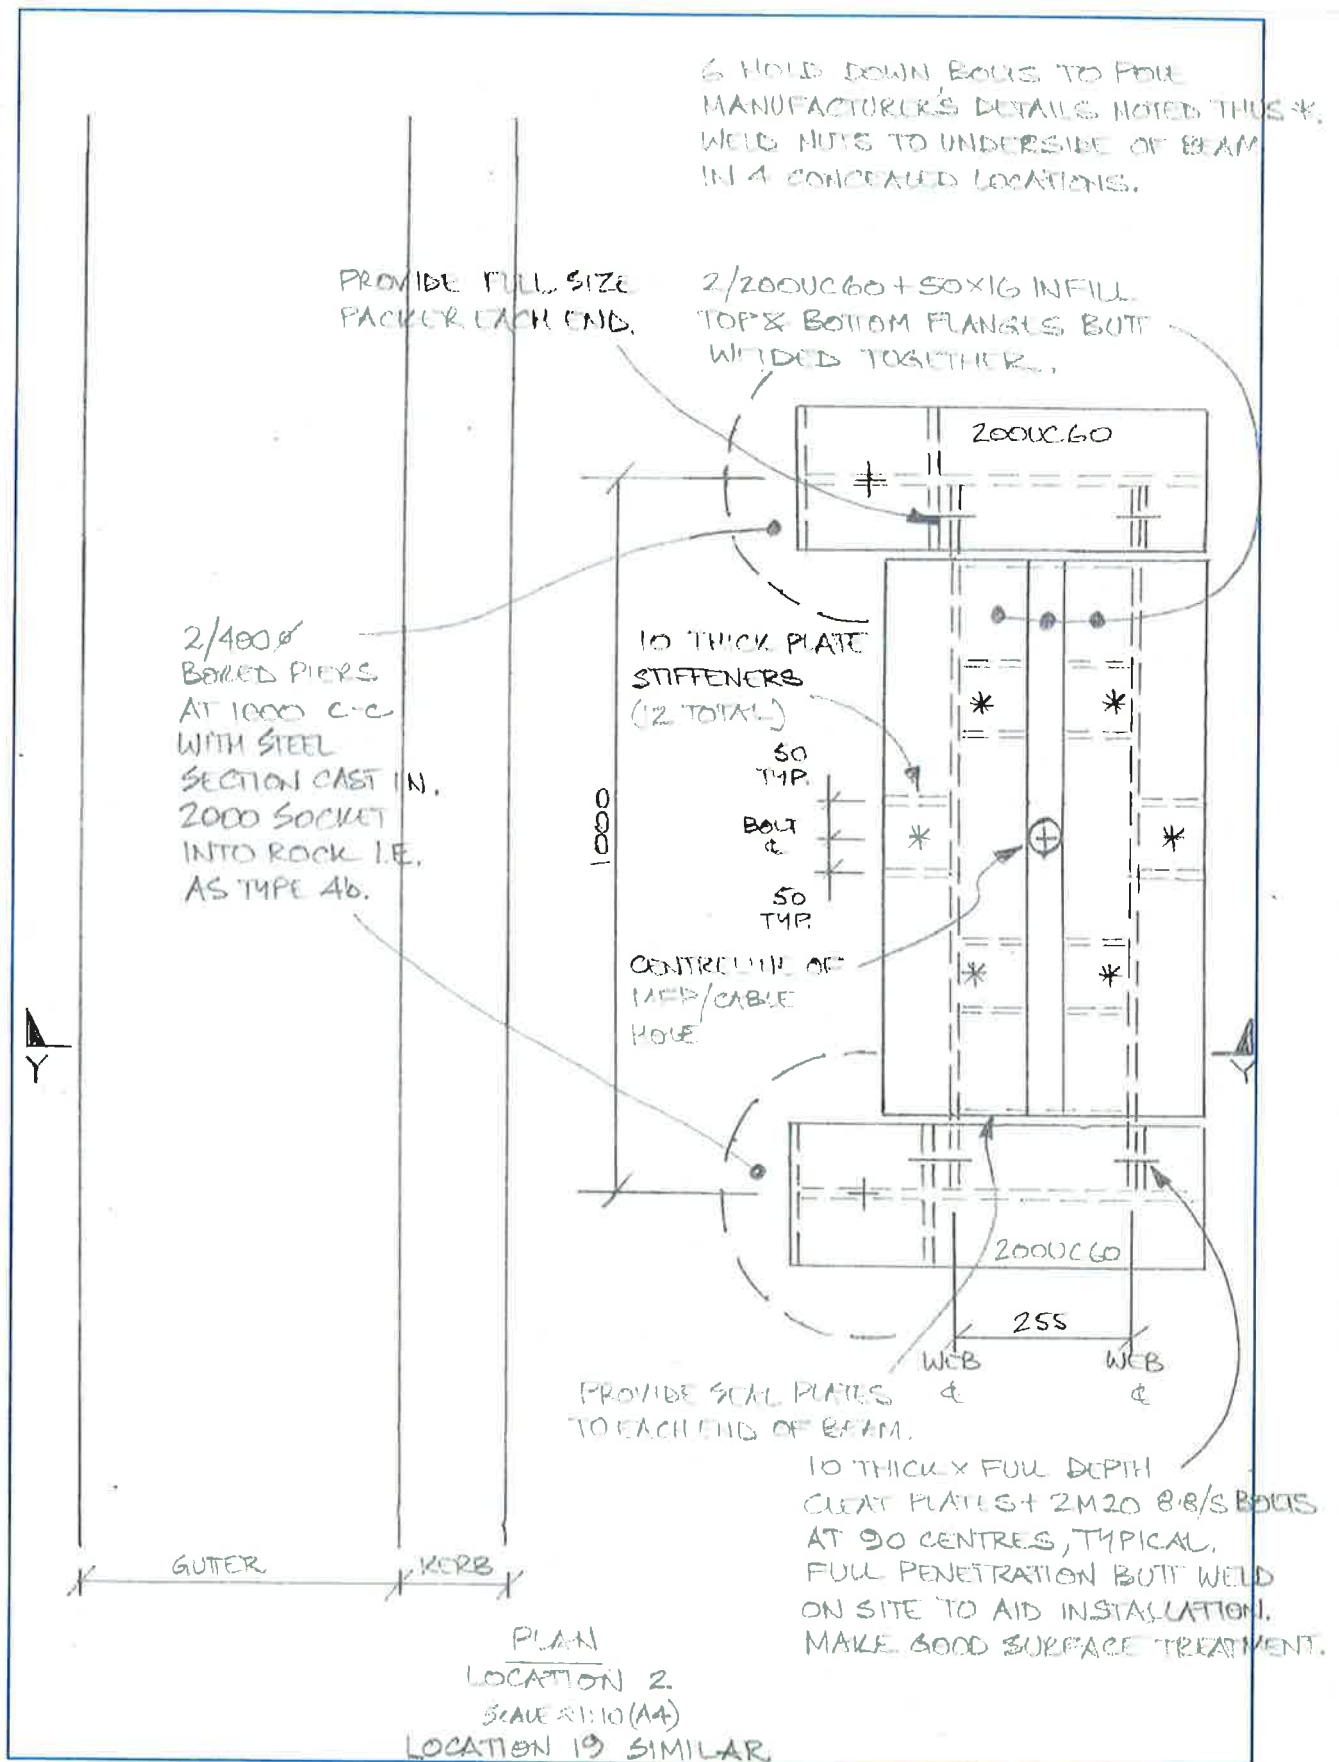 6 HOLD DOWN BOLTS TO POLE
MANUFACTURER'S DETAILS NOTED THUS *.
WELD NUTS TO UNDERSIDE OF BEAM
IN 4 CONCEALED LOCATIONS.
PROVIDE FULL SIZE
PACKER EACH END.
2/200UC60 + 50X16 INFILL
TOP & BOTTOM FLANGES BUTT
WELDED TOGETHER.
200UC60
2/400Ø
BORED PIERS
AT 1000 C-C
WITH STEEL
SECTION CAST IN.
2000 SOCKET
INTO ROCK I.E.
AS TYPE 4b.
10 THICK PLATE
STIFFENERS
(12 TOTAL)
50
TYP.
BOLT
℄
50
TYP.
1000
CENTRELINE OF
MFP/CABLE
HOLE
Y
Y
200UC60
255
WEB
℄
WEB
℄
PROVIDE SEAL PLATES
TO EACH END OF BEAM.
10 THICK X FULL DEPTH
CLEAT PLATES + 2M20 8.8/S BOLTS
AT 90 CENTRES, TYPICAL.
FULL PENETRATION BUTT WELD
ON SITE TO AID INSTALLATION.
MAKE GOOD SURFACE TREATMENT.
GUTTER
KERB
PLAN
LOCATION 2.
SCALE 1:10 (A4)
LOCATION 19 SIMILAR